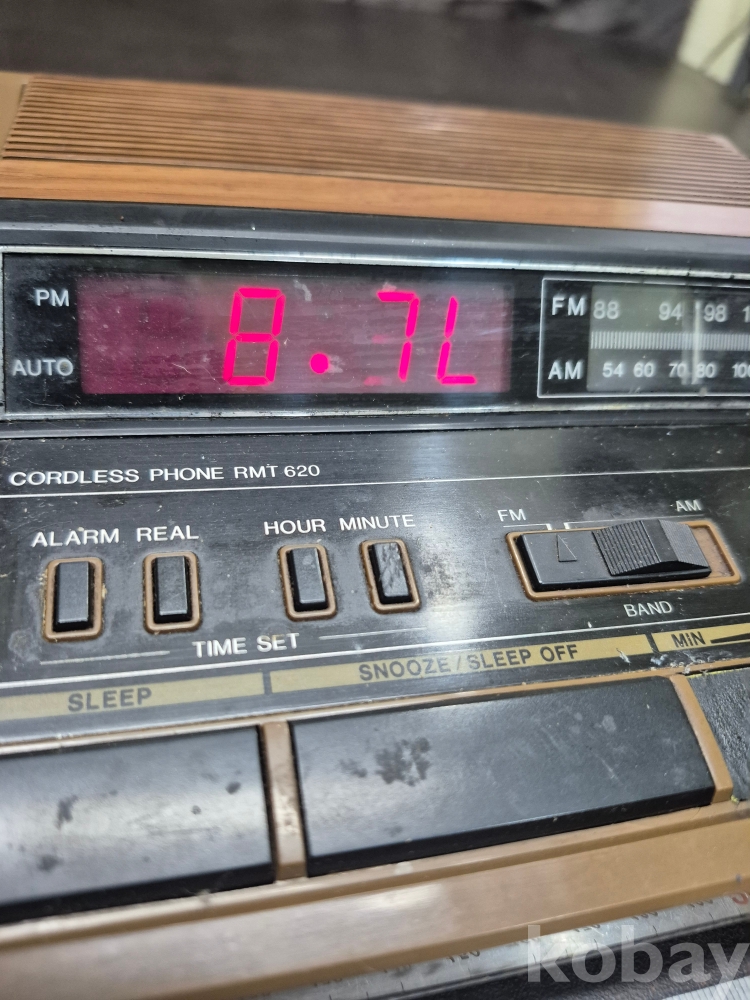 PM
AUTO
8.7L
FM 88 94 98 1
AM 54 60 70 80 100
CORDLESS PHONE RMT 620
ALARM REAL HOUR MINUTE
FM AM
BAND
TIME SET
SLEEP SNOOZE/SLEEP OFF MIN
kobay